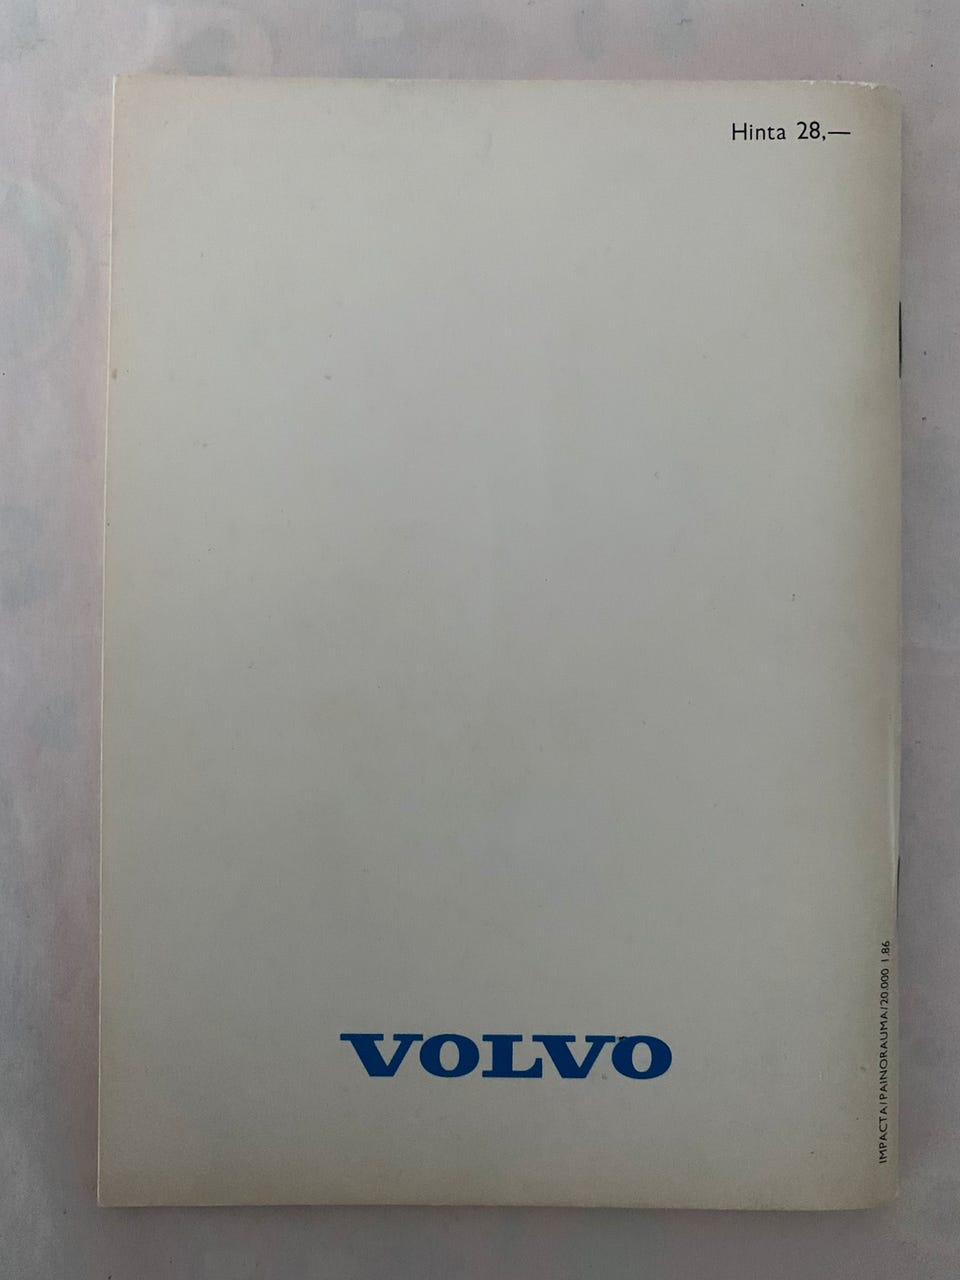 Hinta 28,—
VOLVO
IMPACTA/PAINORAUMA/20.000 1.86